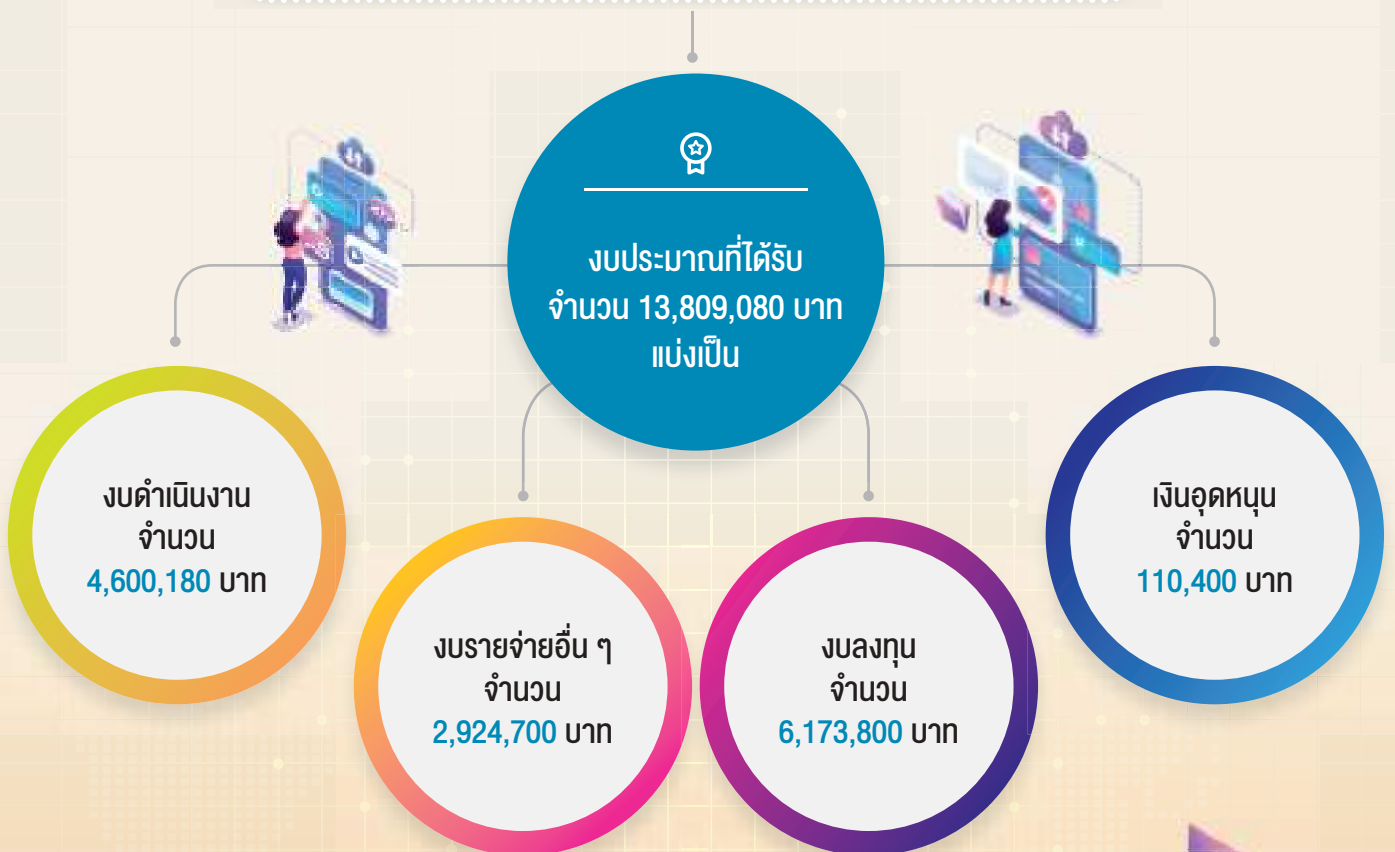 งบประมาณที่ได้รับ
จำนวน 13,809,080 บาท
แบ่งเป็น
งบดำเนินงาน
จำนวน
4,600,180 บาท
งบรายจ่ายอื่น ๆ
จำนวน
2,924,700 บาท
งบลงทุน
จำนวน
6,173,800 บาท
เงินอุดหนุน
จำนวน
110,400 บาท